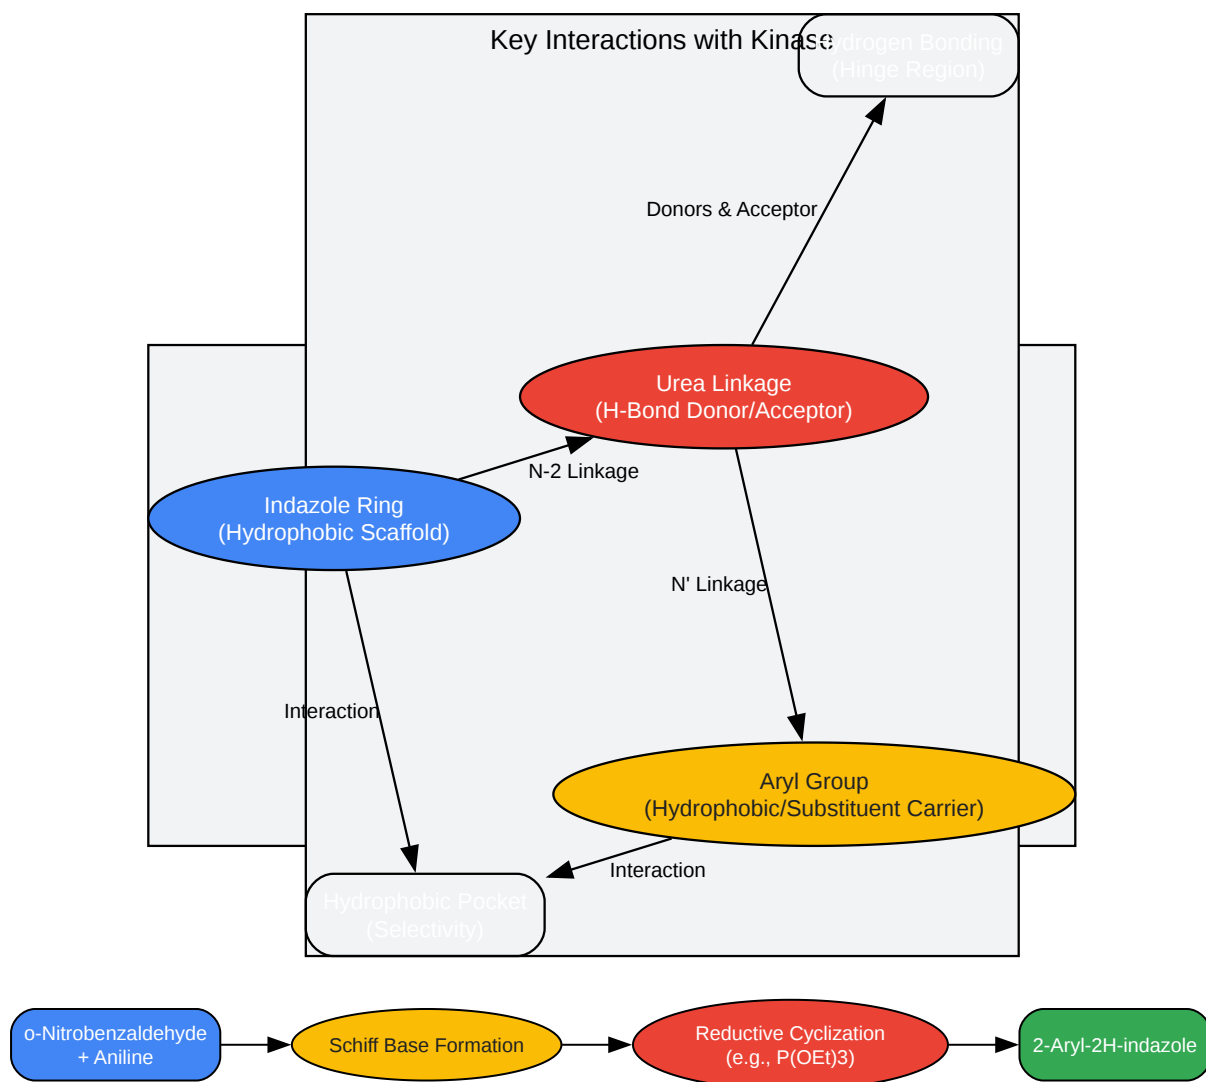 Key Interactions with Kinase
Hydrogen Bonding
(Hinge Region)
Donors & Acceptor
Urea Linkage
(H-Bond Donor/Acceptor)
N-2 Linkage
Indazole Ring
(Hydrophobic Scaffold)
N' Linkage
Interaction
Aryl Group
(Hydrophobic/Substituent Carrier)
Interaction
Hydrophobic Pocket
(Selectivity)
o-Nitrobenzaldehyde
+ Aniline
Schiff Base Formation
Reductive Cyclization
(e.g., P(OEt)3)
2-Aryl-2H-indazole